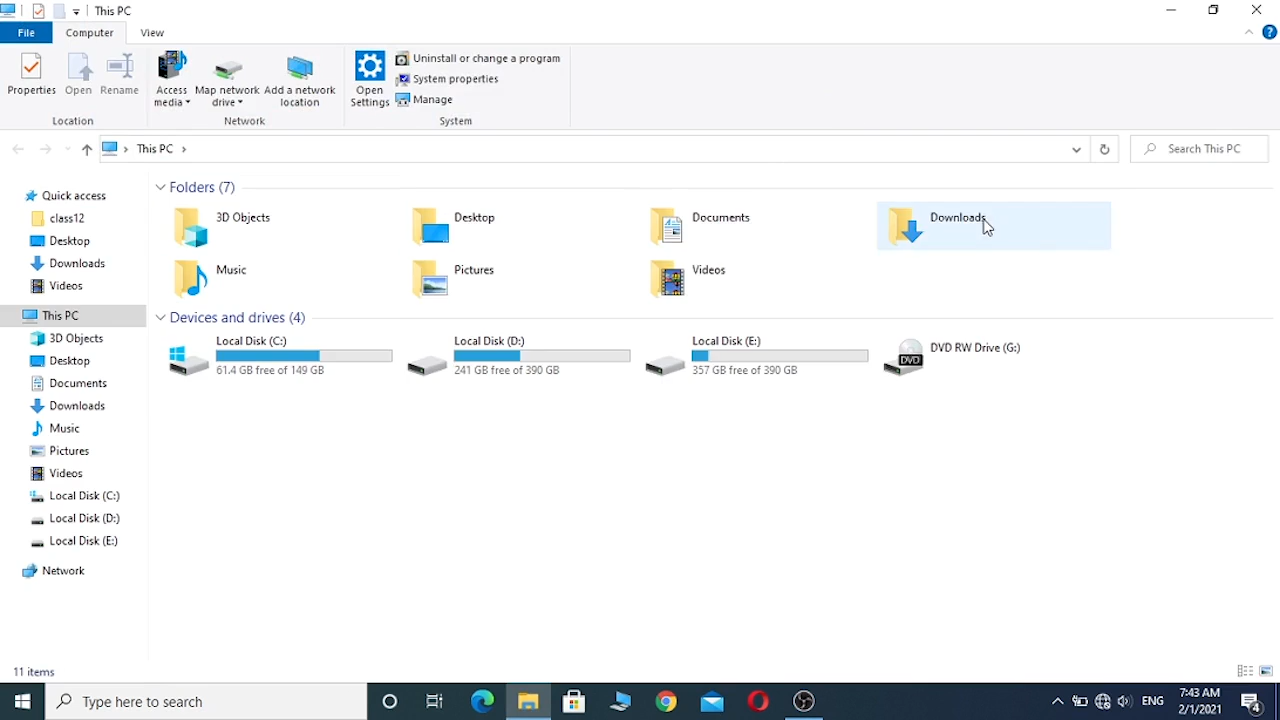 This PC
File Computer View
Properties Open Rename Access media Map network drive Add a network location Open Settings Uninstall or change a program
System properties
Manage
Location Network System
This PC Search This PC
Quick access
class12
Desktop
Downloads
Videos
This PC
3D Objects
Desktop
Documents
Downloads
Music
Pictures
Videos
Local Disk (C:)
Local Disk (D:)
Local Disk (E:)
Network
Folders (7)
3D Objects Desktop Documents Downloads
Music Pictures Videos
Devices and drives (4)
Local Disk (C:) Local Disk (D:) Local Disk (E:) DVD RW Drive (G:)
DVD
61.4 GB free of 149 GB 241 GB free of 390 GB 357 GB free of 390 GB
11 items
Type here to search ENG 7:43 AM
2/1/2021 4